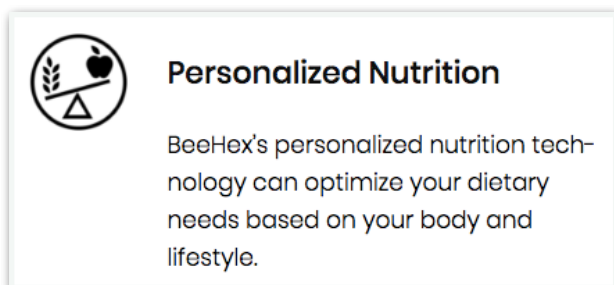 Personalized Nutrition
BeeHex's personalized nutrition tech-
nology can optimize your dietary
needs based on your body and
lifestyle.